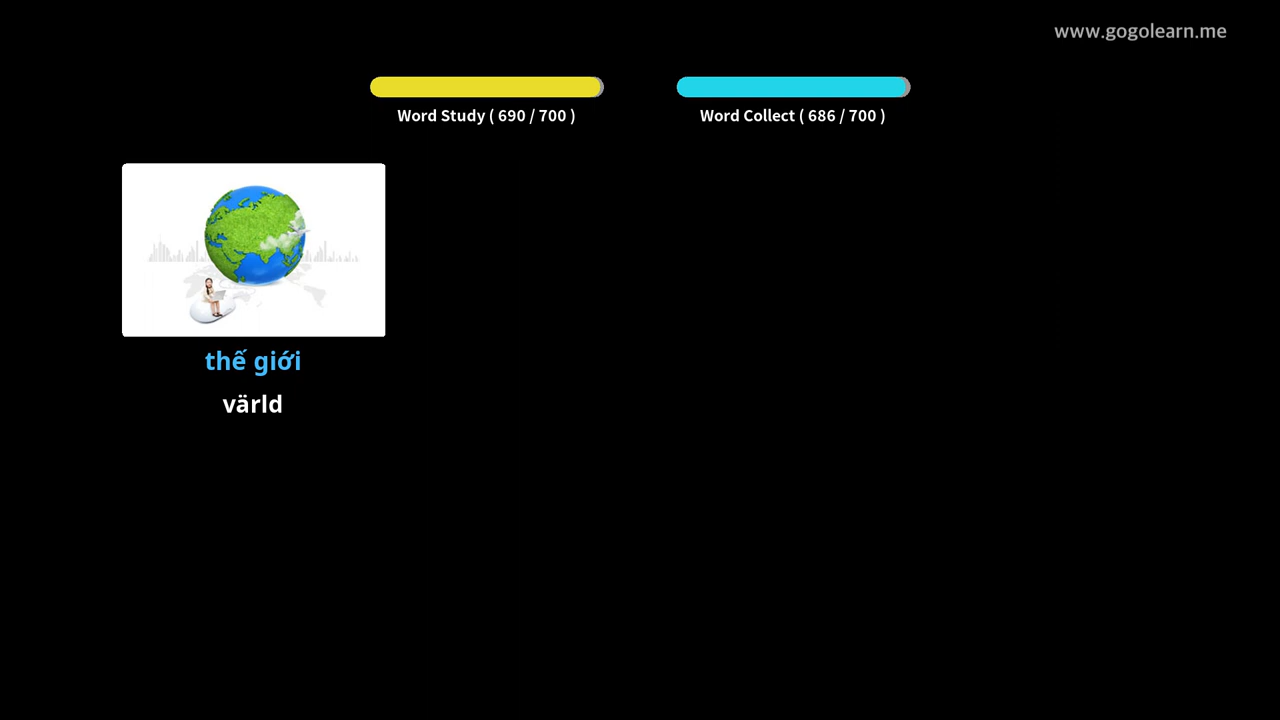 www.gogolearn.me
Word Study ( 690 / 700 )
Word Collect ( 686 / 700 )
thế giới
värld